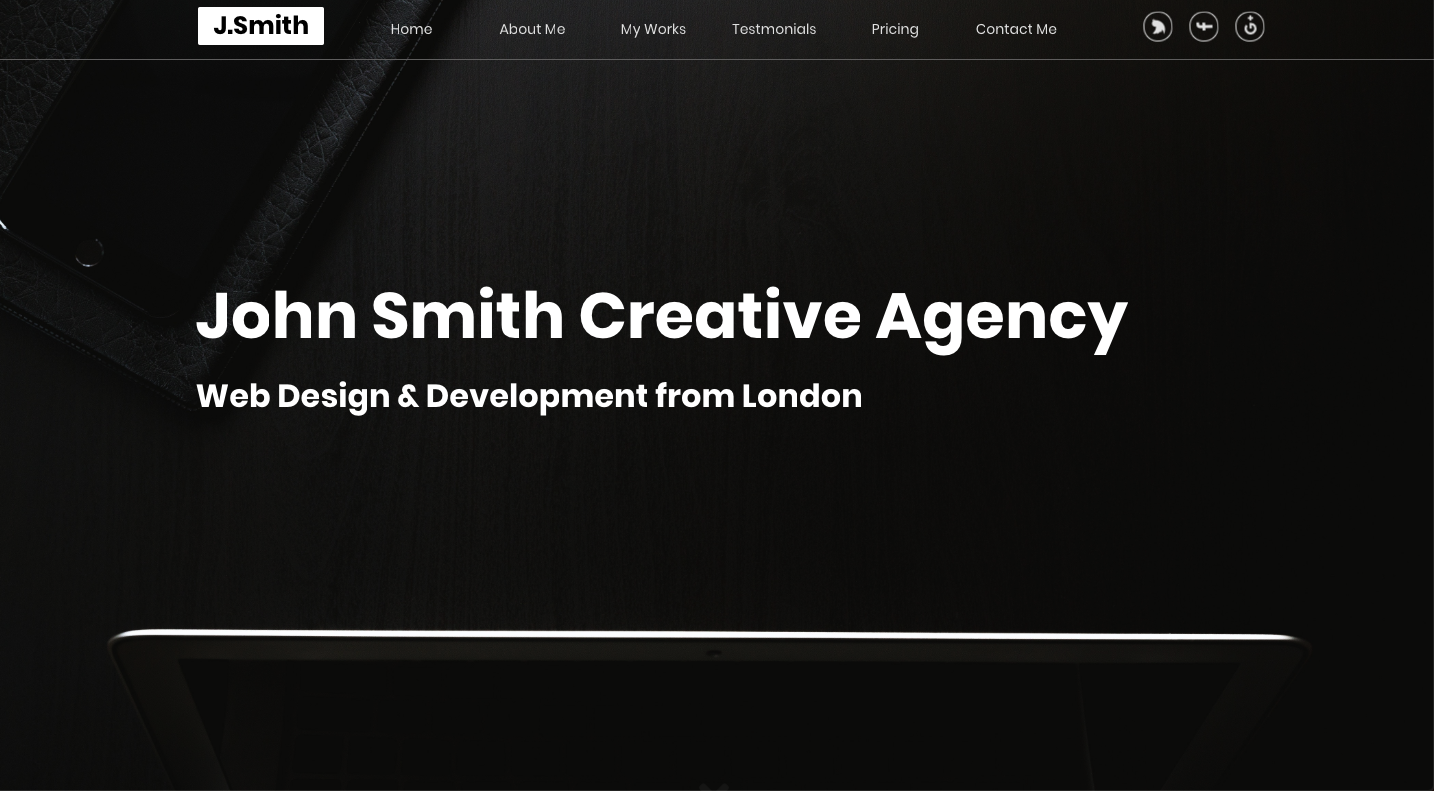 J.Smith
Home About Me My Works Testmonials Pricing Contact Me
John Smith Creative Agency
Web Design & Development from London